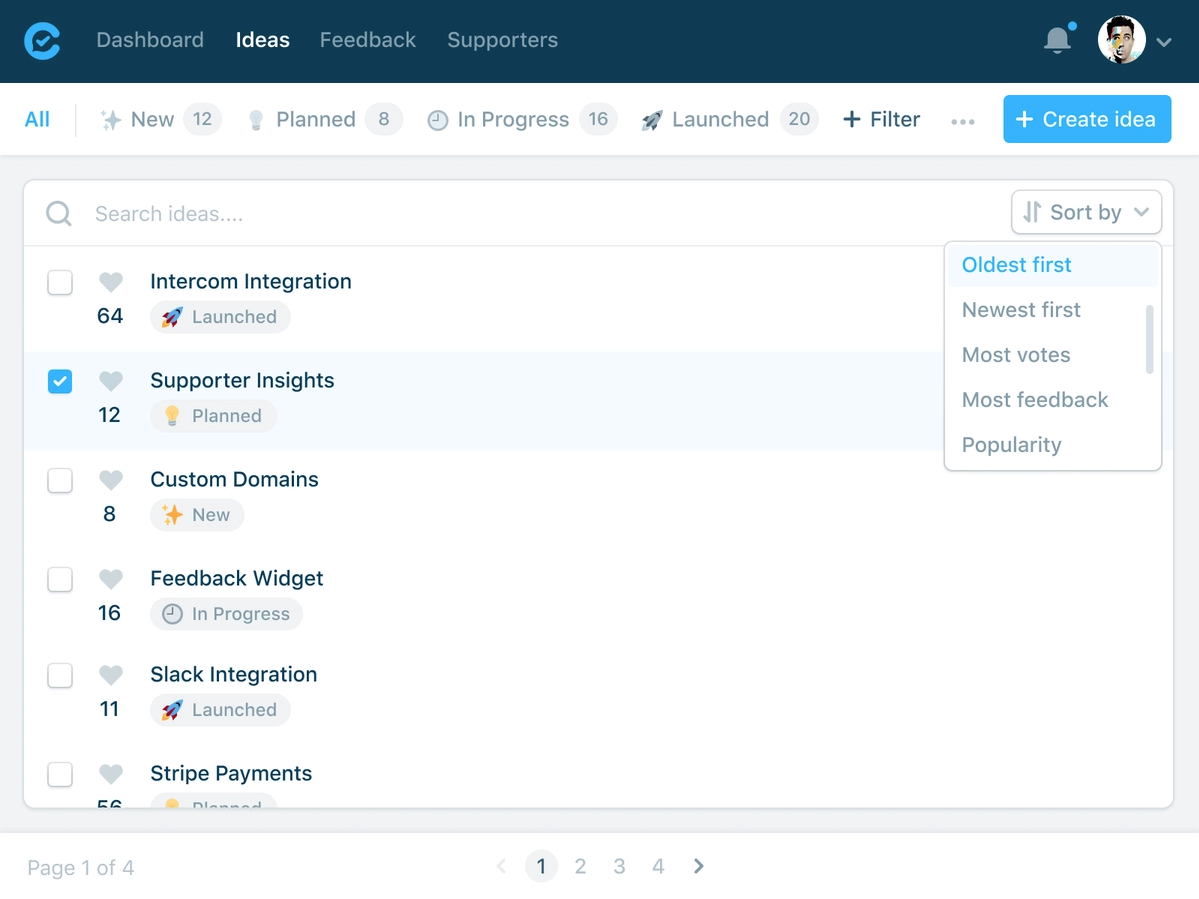 Dashboard Ideas Feedback Supporters
All New 12 Planned 8 In Progress 16 Launched 20 + Filter ... + Create idea
Search ideas.... Sort by
Oldest first
Newest first
Most votes
Most feedback
Popularity
Intercom Integration
64 Launched
Supporter Insights
12 Planned
Custom Domains
8 New
Feedback Widget
16 In Progress
Slack Integration
11 Launched
Stripe Payments
56 Planned
Page 1 of 4 1 2 3 4